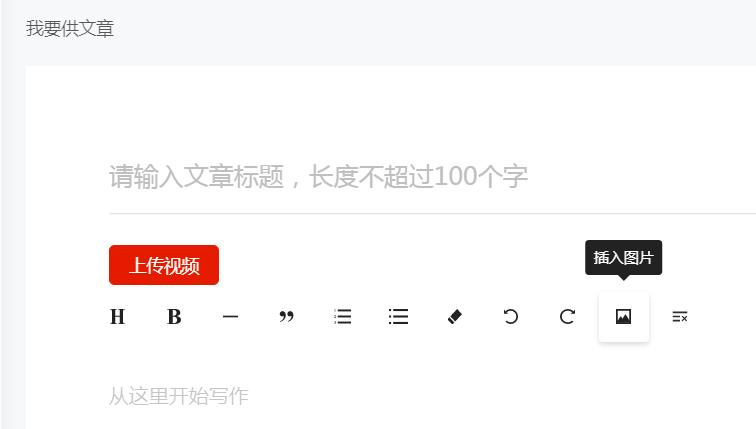 我要供文章
请输入文章标题，长度不超过100个字
上传视频
插入图片
H B
从这里开始写作